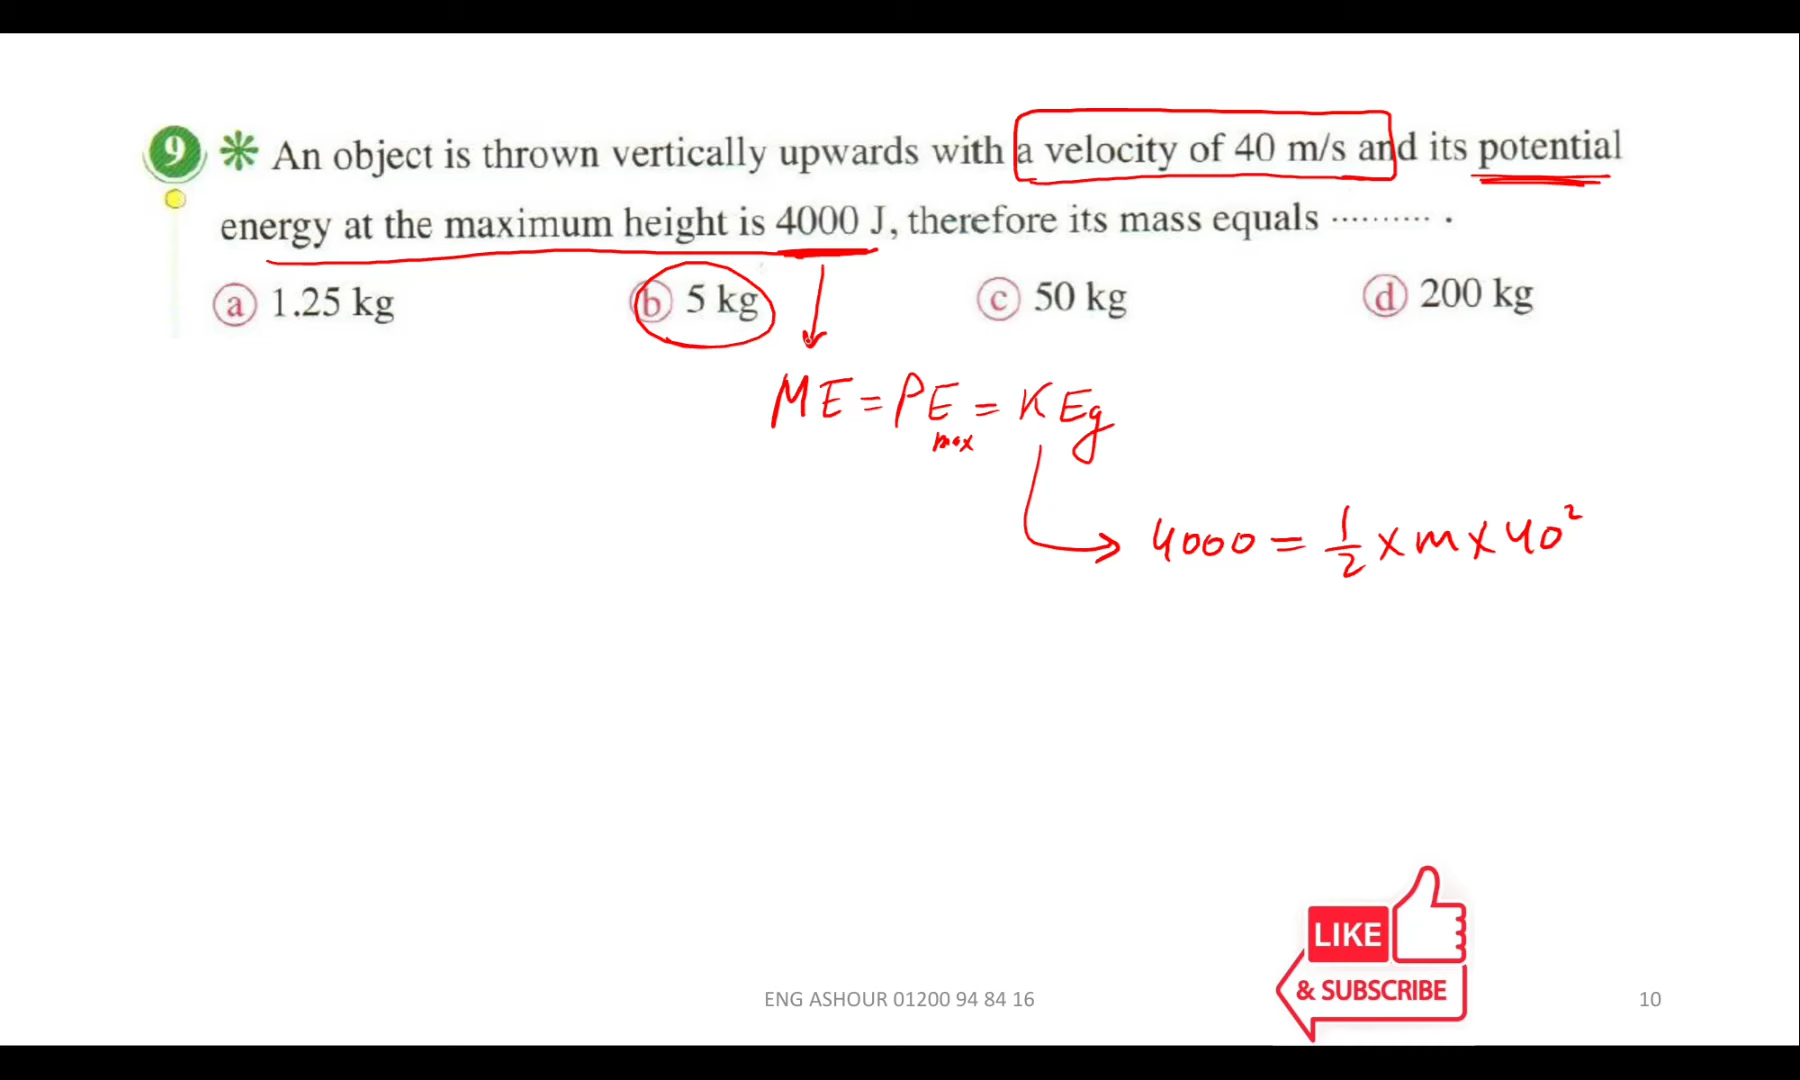 9 * An object is thrown vertically upwards with a velocity of 40 m/s and its potential
energy at the maximum height is 4000 J, therefore its mass equals .......... .
a 1.25 kg b 5 kg c 50 kg d 200 kg
ME = PE max = KEg
4000 = 1/2 x m x 40²
LIKE
& SUBSCRIBE
ENG ASHOUR 01200 94 84 16
10